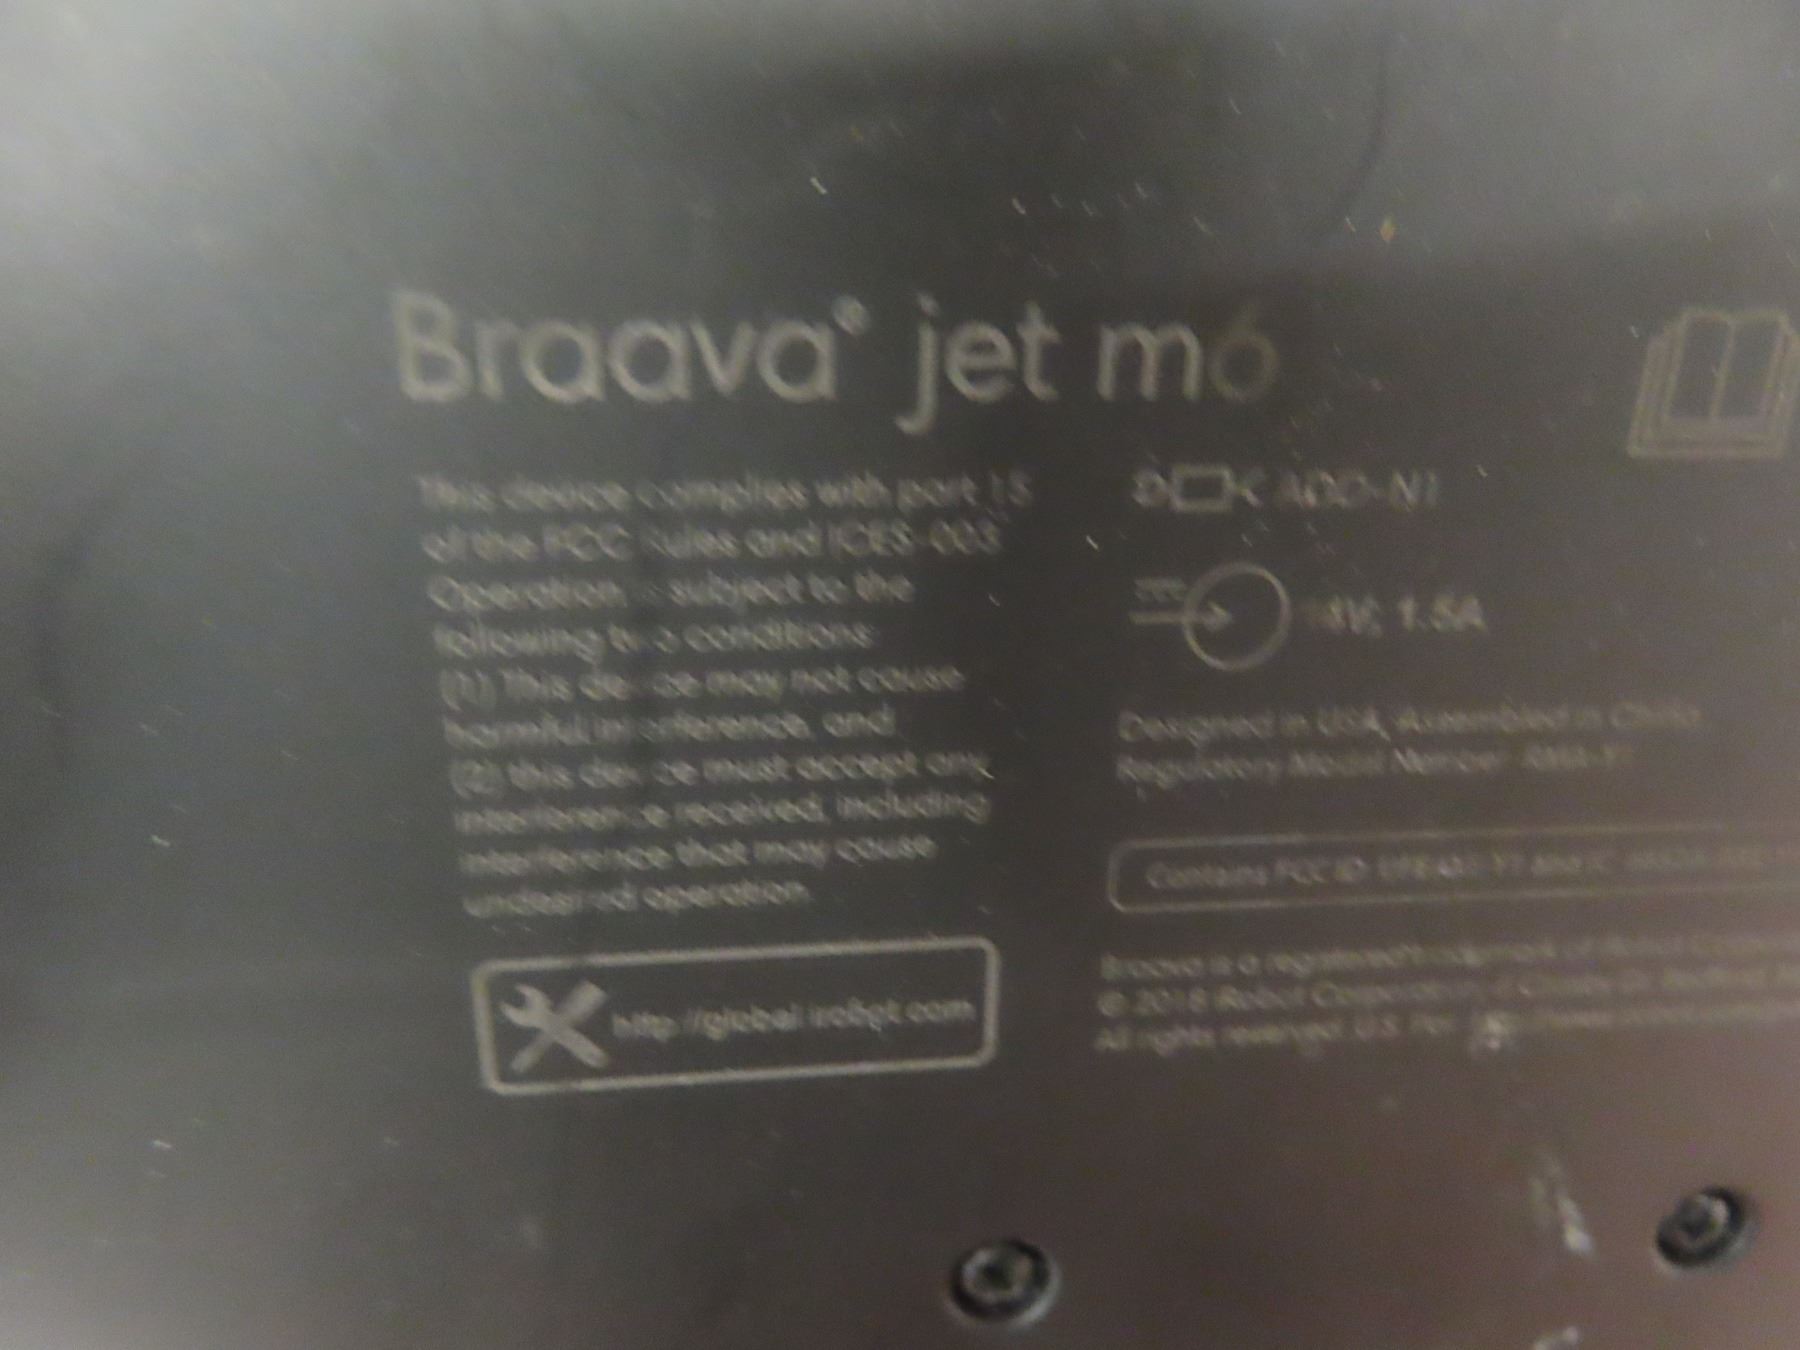 Braava® jet m6
This device complies with part 15
of the FCC Rules and ICES-003
Operation subject to the
following two conditions
(1) This device may not cause
harmful interference, and
(2) this device must accept any
interference received, including
interference that may cause
undesired operation.
http://global.irobot.com
ADD-N1
1.5A
Designed in USA, Assembled in China
Regulatory Model Number:
Contains FCC ID:
Braava is a registered trademark of iRobot
© 2018 iRobot Corporation,
All rights reserved. U.S.